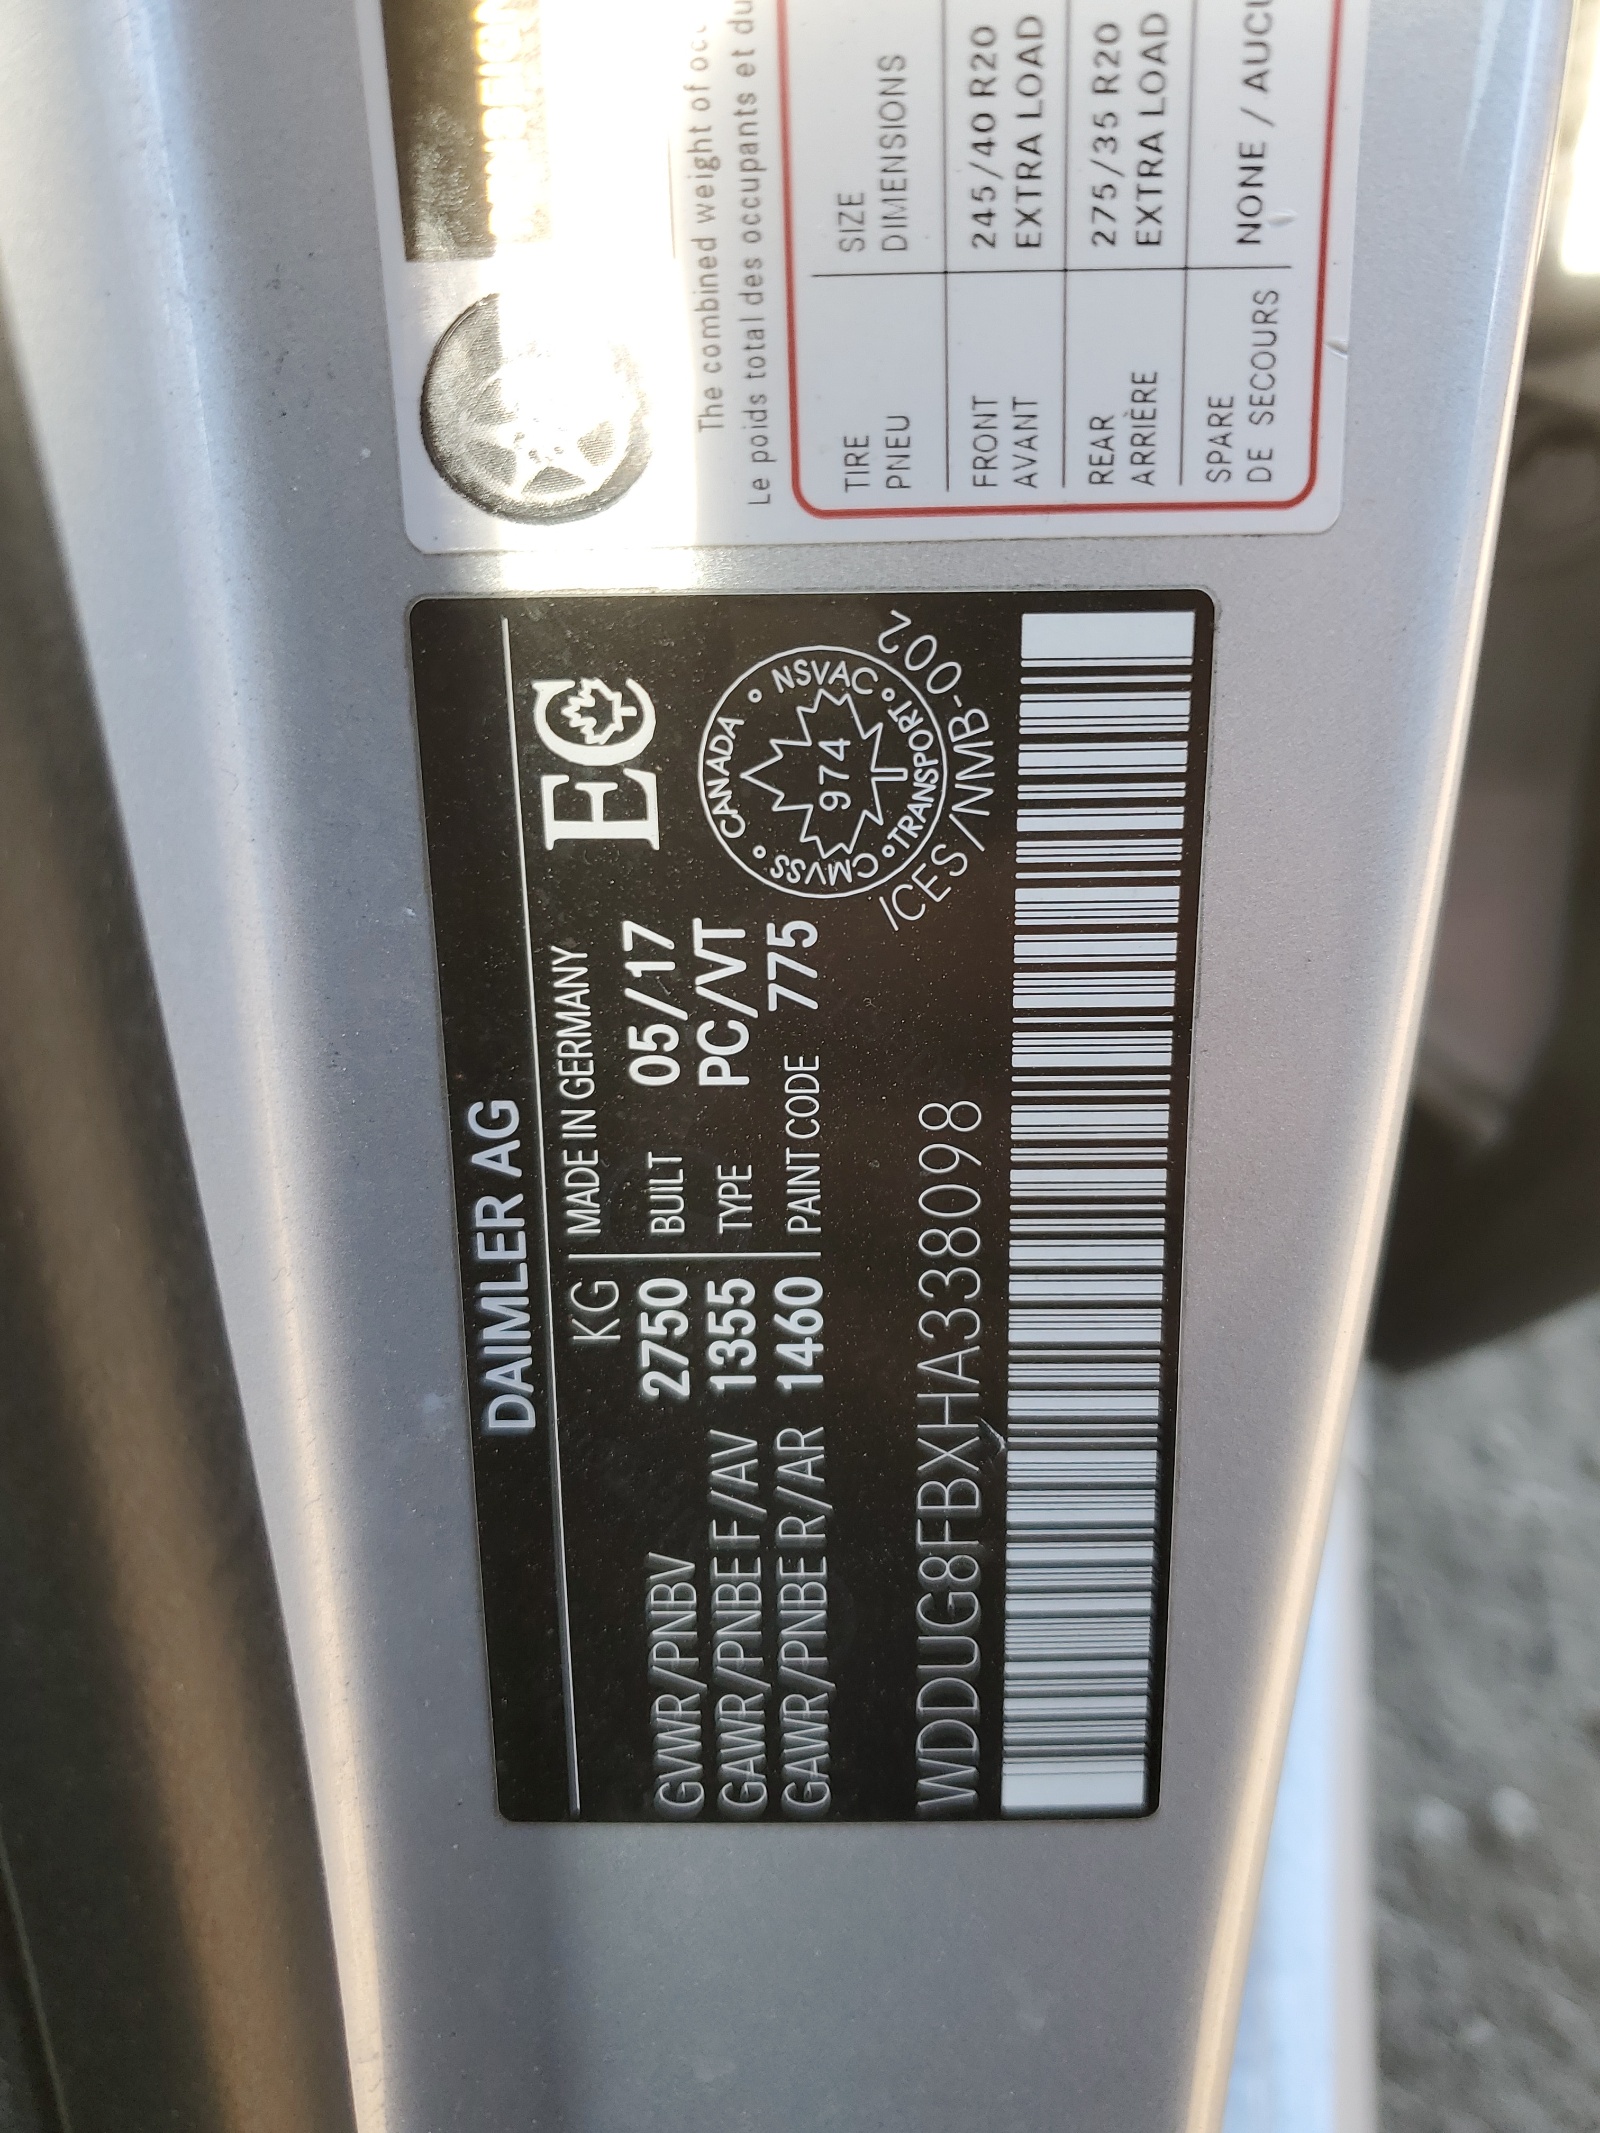 DAIMLER AG
KG
MADE IN GERMANY
GVWR/PNBV 2750 BUILT 05/17
GAWR/PNBE F/AV 1355 TYPE PC/VT
GAWR/PNBE R/AR 1460 PAINT CODE 775
EC
CANADA • NSVAC • TRANSPORT • CMVSS
974
ICES/NMB-002
WDDUG8FBXHA338098
The combined weight of
Le poids total des occupants et du
TIRE
PNEU
SIZE
DIMENSIONS
FRONT
AVANT
245/40 R20
EXTRA LOAD
REAR
ARRIÈRE
275/35 R20
EXTRA LOAD
SPARE
DE SECOURS
NONE /